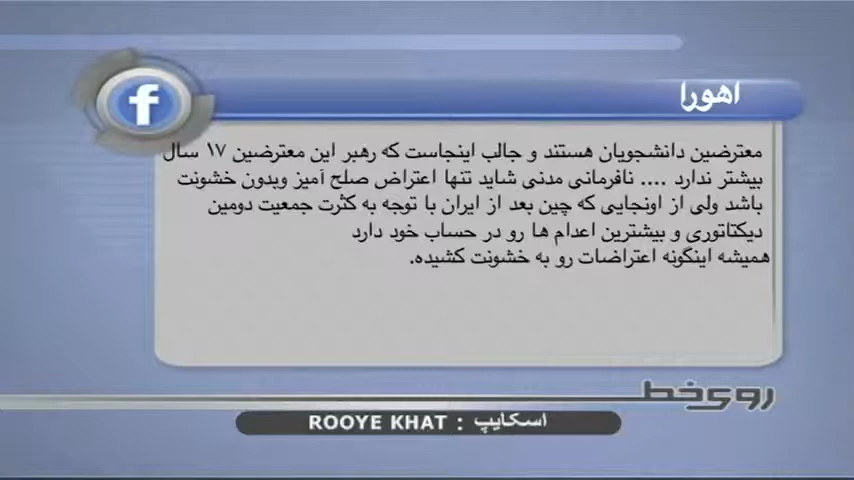 f
اهورا
معترضین دانشجویان هستند و جالب اینجاست که رهبر این معترضین ۱۷ سال
بیشتر ندارد .... نافرمانی مدنی شاید تنها اعتراض صلح آمیز وبدون خشونت
باشد ولی از اونجایی که چین بعد از ایران با توجه به کثرت جمعیت دومین
دیکتاتوری و بیشترین اعدام ها رو در حساب خود دارد
همیشه اینگونه اعتراضات رو به خشونت کشیده.
روی خط
اسکایپ : ROOYE KHAT